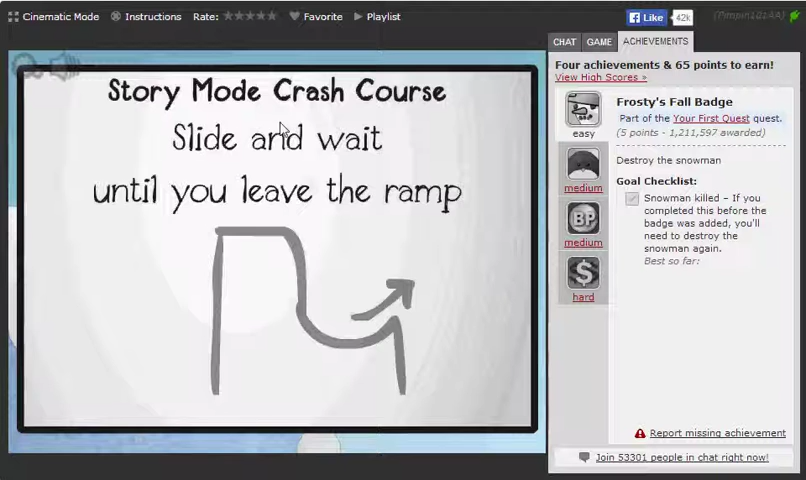 Cinematic Mode Instructions Rate: Favorite Playlist Like 42k
CHAT GAME ACHIEVEMENTS
Story Mode Crash Course
Slide and wait
until you leave the ramp
Four achievements & 65 points to earn!
View High Scores »
easy
medium
medium
hard
Frosty's Fall Badge
Part of the Your First Quest quest.
(5 points - 1,211,597 awarded)
Destroy the snowman
Goal Checklist:
Snowman killed – If you
completed this before the
badge was added, you'll
need to destroy the
snowman again.
Best so far:
Report missing achievement
Join 53301 people in chat right now!